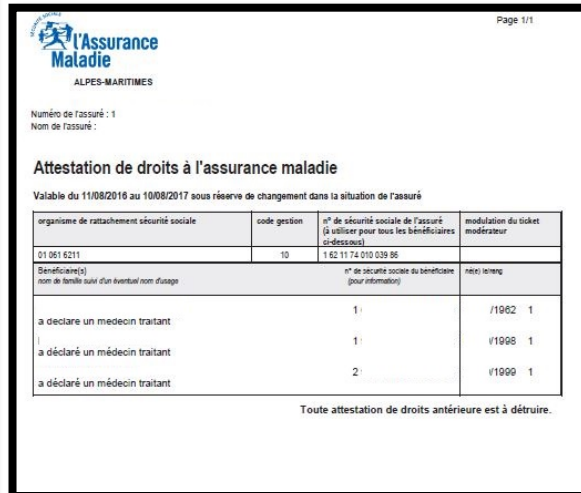 Page 1/1
SÉCURITÉ SOCIALE
l'Assurance
Maladie
ALPES-MARITIMES
Numéro de l'assuré : 1
Nom de l'assuré :
Attestation de droits à l'assurance maladie
Valable du 11/08/2016 au 10/08/2017 sous réserve de changement dans la situation de l'assuré
organisme de rattachement sécurité sociale code gestion n° de sécurité sociale de l'assuré (à utiliser pour tous les bénéficiaires ci-dessous) modulation du ticket modérateur
01 061 6211 10 1 62 11 74 010 039 86
Bénéficiaire(s) n° de sécurité sociale du bénéficiaire né(e) le/rang
nom de famille suivi d'un éventuel nom d'usage (pour information)
1 /1962 1
a déclaré un médecin traitant
1 /1998 1
a déclaré un médecin traitant
2 /1999 1
a déclaré un médecin traitant
Toute attestation de droits antérieure est à détruire.